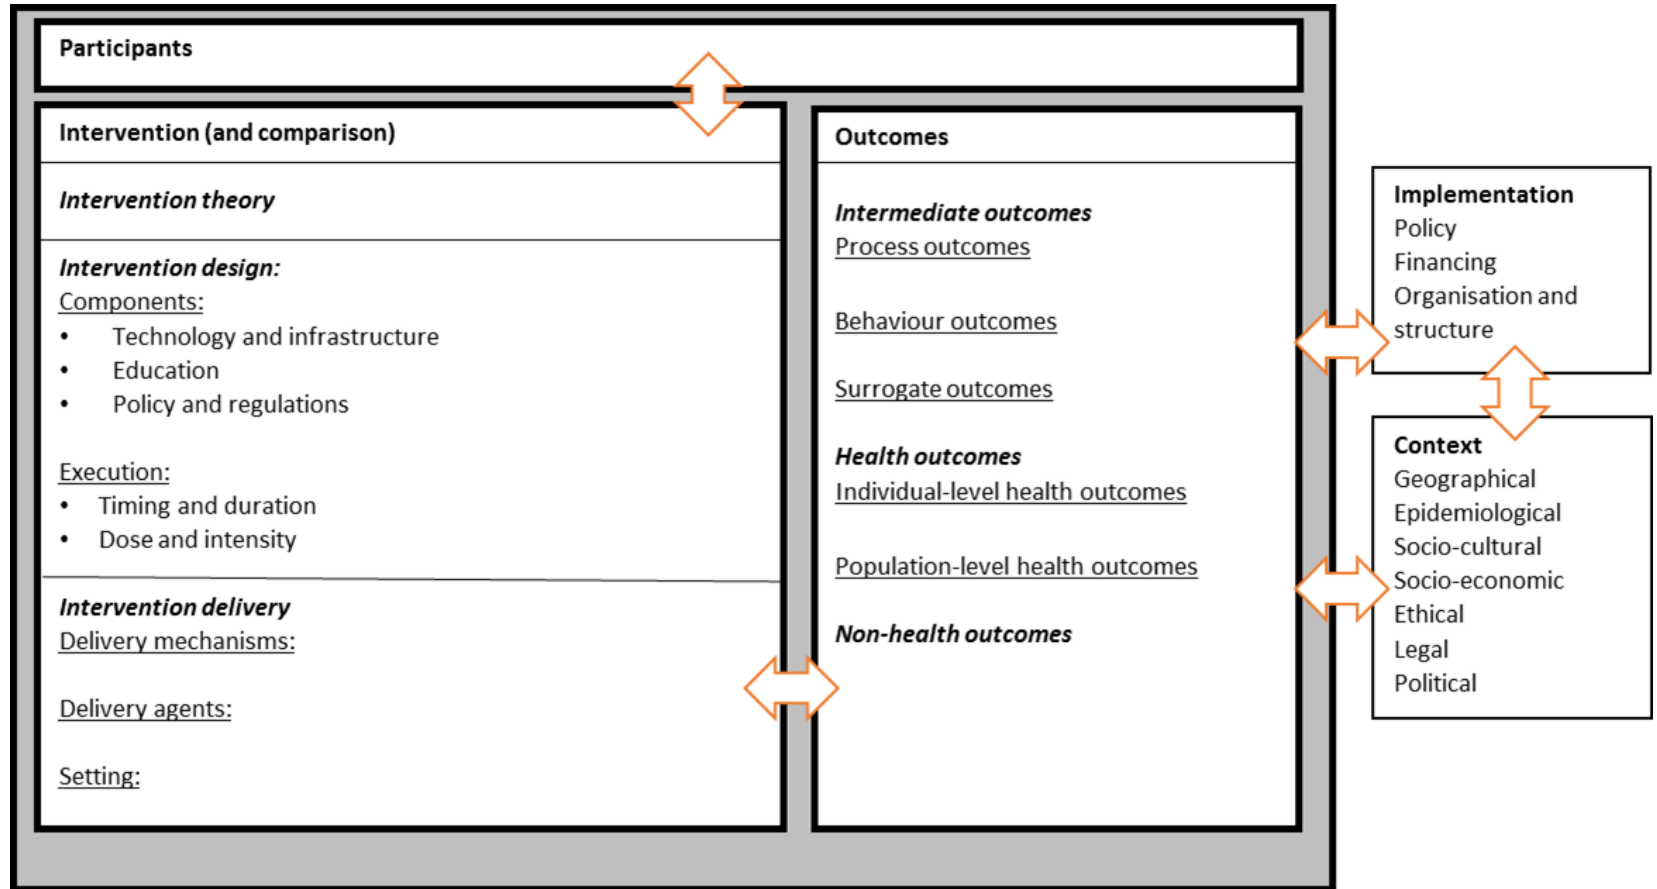 Participants
Intervention (and comparison)
Intervention theory
Intervention design:
Components:
• Technology and infrastructure
• Education
• Policy and regulations
Execution:
• Timing and duration
• Dose and intensity
Intervention delivery
Delivery mechanisms:
Delivery agents:
Setting:
Outcomes
Intermediate outcomes
Process outcomes
Behaviour outcomes
Surrogate outcomes
Health outcomes
Individual-level health outcomes
Population-level health outcomes
Non-health outcomes
Implementation
Policy
Financing
Organisation and
structure
Context
Geographical
Epidemiological
Socio-cultural
Socio-economic
Ethical
Legal
Political